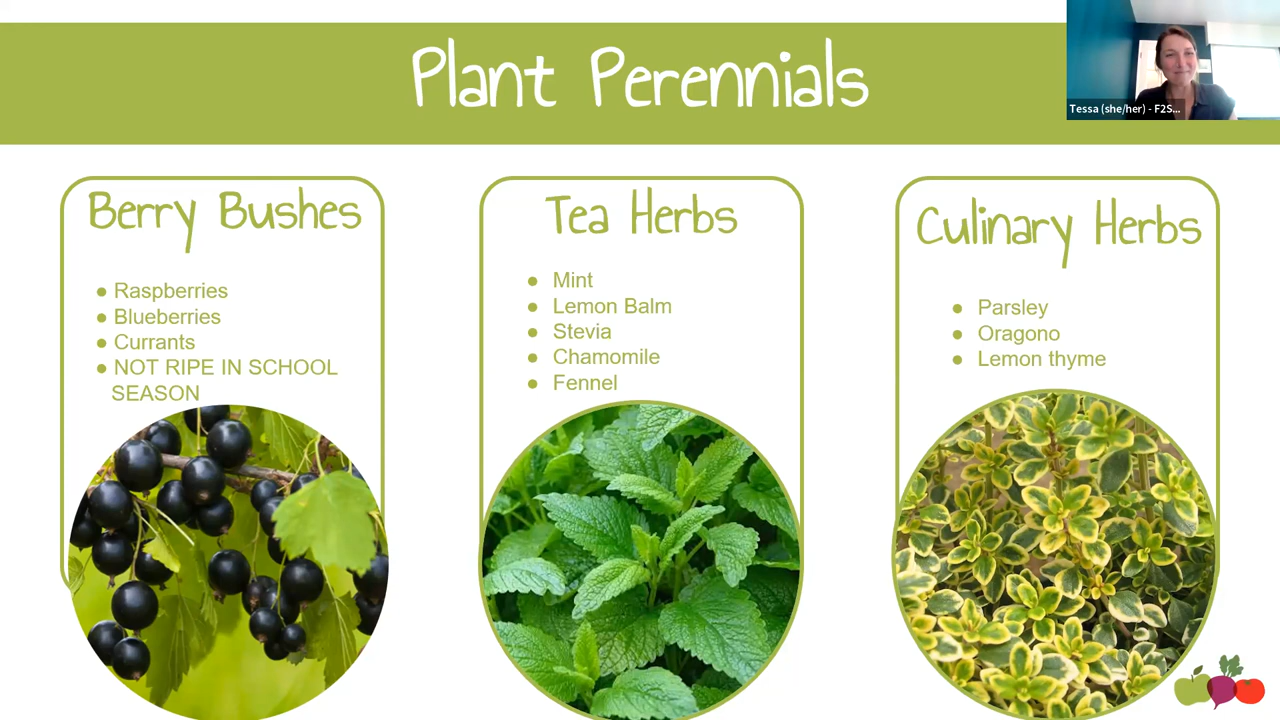 Plant Perennials
Tessa (she/her) - F2S...
Berry Bushes
● Raspberries
● Blueberries
● Currants
● NOT RIPE IN SCHOOL
SEASON
Tea Herbs
● Mint
● Lemon Balm
● Stevia
● Chamomile
● Fennel
Culinary Herbs
● Parsley
● Oragono
● Lemon thyme